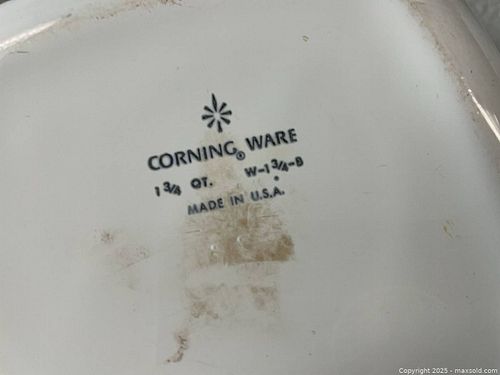 CORNING® WARE
1 3/4 QT. W-1 3/4-B
MADE IN U.S.A.
Copyright 2025 - maxsold.com